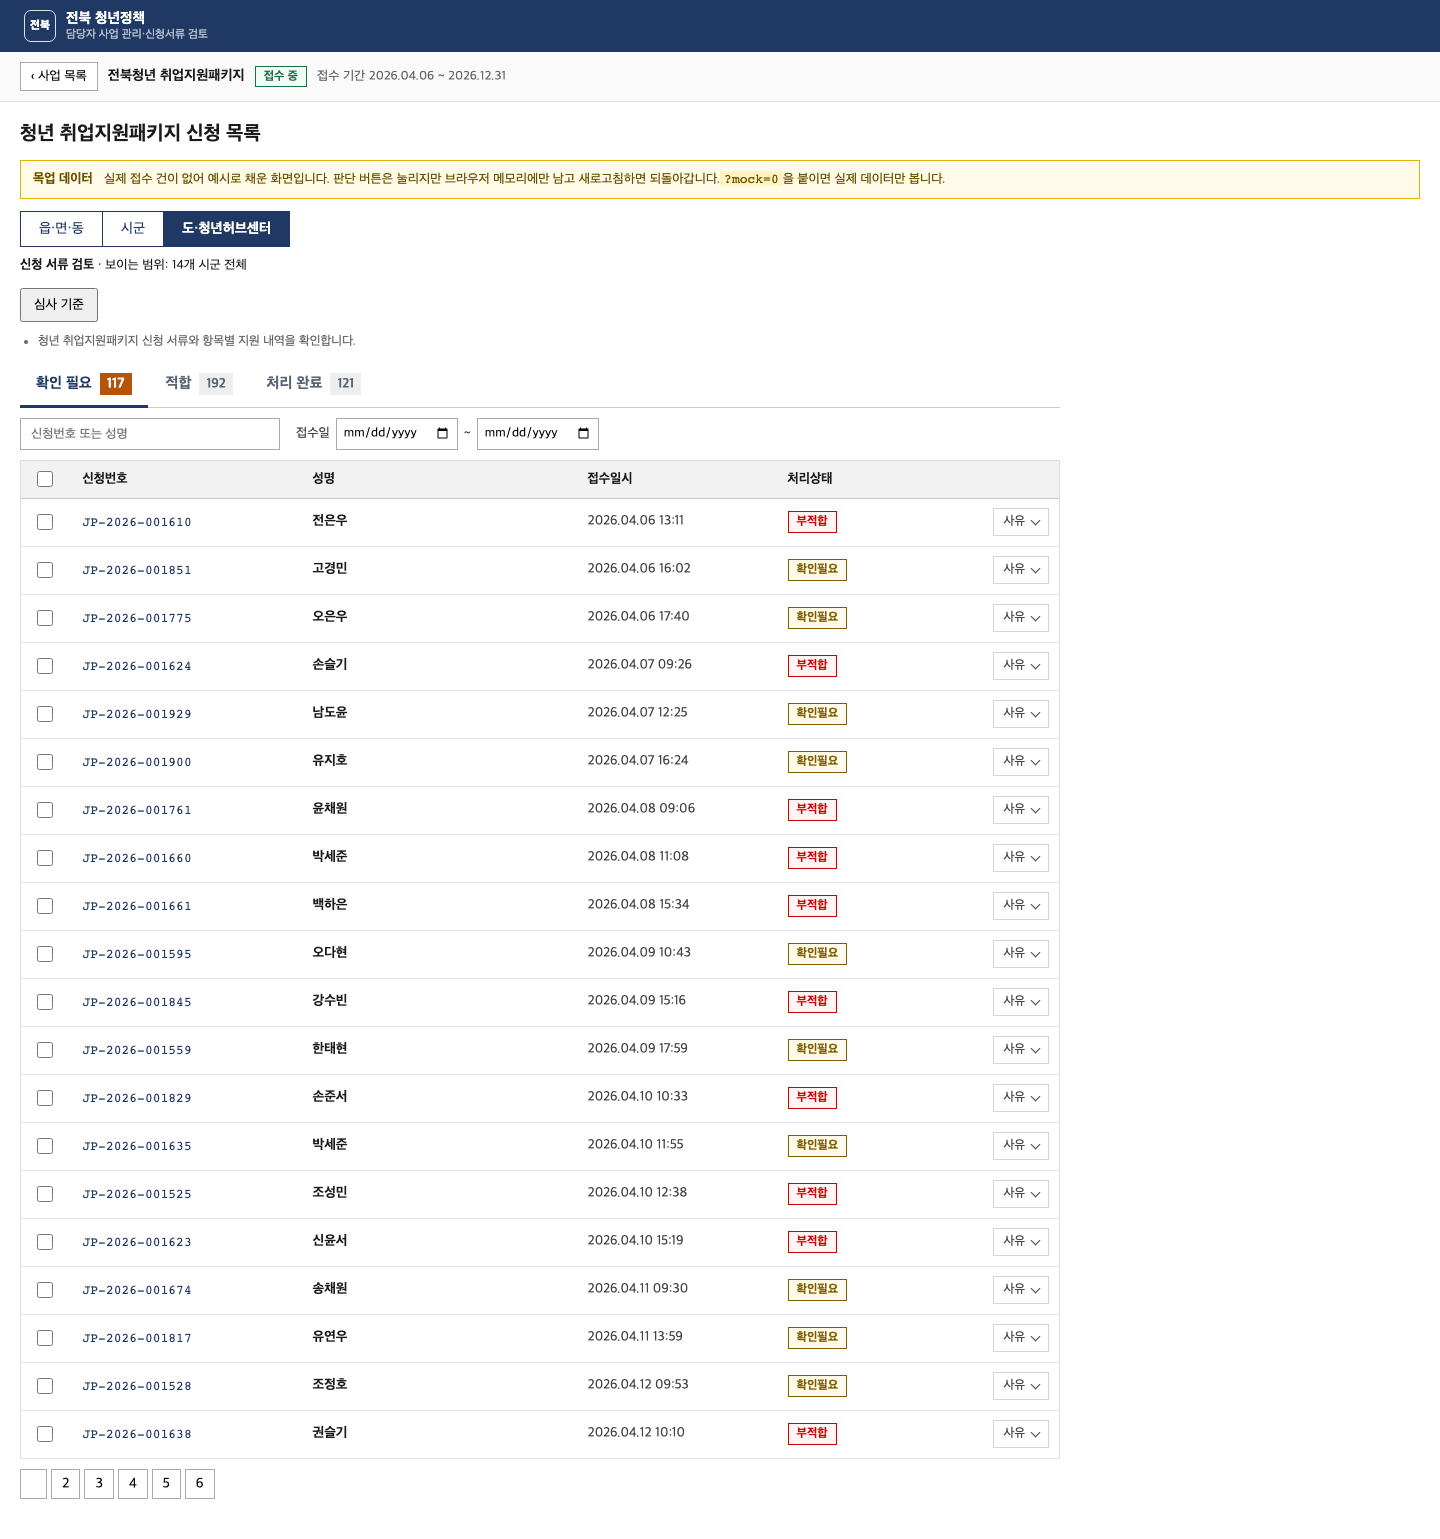 전북
전북 청년정책
담당자 사업 관리·신청서류 검토
‹ 사업 목록 전북청년 취업지원패키지 접수 중 접수 기간 2026.04.06 ~ 2026.12.31
청년 취업지원패키지 신청 목록
목업 데이터 실제 접수 건이 없어 예시로 채운 화면입니다. 판단 버튼은 눌리지만 브라우저 메모리에만 남고 새로고침하면 되돌아갑니다. ?mock=0 을 붙이면 실제 데이터만 봅니다.
읍·면·동 시군 도·청년허브센터
신청 서류 검토 · 보이는 범위: 14개 시군 전체
심사 기준
• 청년 취업지원패키지 신청 서류와 항목별 지원 내역을 확인합니다.
확인 필요 117 적합 192 처리 완료 121
신청번호 또는 성명 접수일 mm/dd/yyyy ~ mm/dd/yyyy
신청번호 성명 접수일시 처리상태
JP-2026-001610 전은우 2026.04.06 13:11 부적합 사유
JP-2026-001851 고경민 2026.04.06 16:02 확인필요 사유
JP-2026-001775 오은우 2026.04.06 17:40 확인필요 사유
JP-2026-001624 손슬기 2026.04.07 09:26 부적합 사유
JP-2026-001929 남도윤 2026.04.07 12:25 확인필요 사유
JP-2026-001900 유지호 2026.04.07 16:24 확인필요 사유
JP-2026-001761 윤채원 2026.04.08 09:06 부적합 사유
JP-2026-001660 박세준 2026.04.08 11:08 부적합 사유
JP-2026-001661 백하은 2026.04.08 15:34 부적합 사유
JP-2026-001595 오다현 2026.04.09 10:43 확인필요 사유
JP-2026-001845 강수빈 2026.04.09 15:16 부적합 사유
JP-2026-001559 한태현 2026.04.09 17:59 확인필요 사유
JP-2026-001829 손준서 2026.04.10 10:33 부적합 사유
JP-2026-001635 박세준 2026.04.10 11:55 확인필요 사유
JP-2026-001525 조성민 2026.04.10 12:38 부적합 사유
JP-2026-001623 신윤서 2026.04.10 15:19 부적합 사유
JP-2026-001674 송채원 2026.04.11 09:30 확인필요 사유
JP-2026-001817 유연우 2026.04.11 13:59 확인필요 사유
JP-2026-001528 조정호 2026.04.12 09:53 확인필요 사유
JP-2026-001638 권슬기 2026.04.12 10:10 부적합 사유
2 3 4 5 6